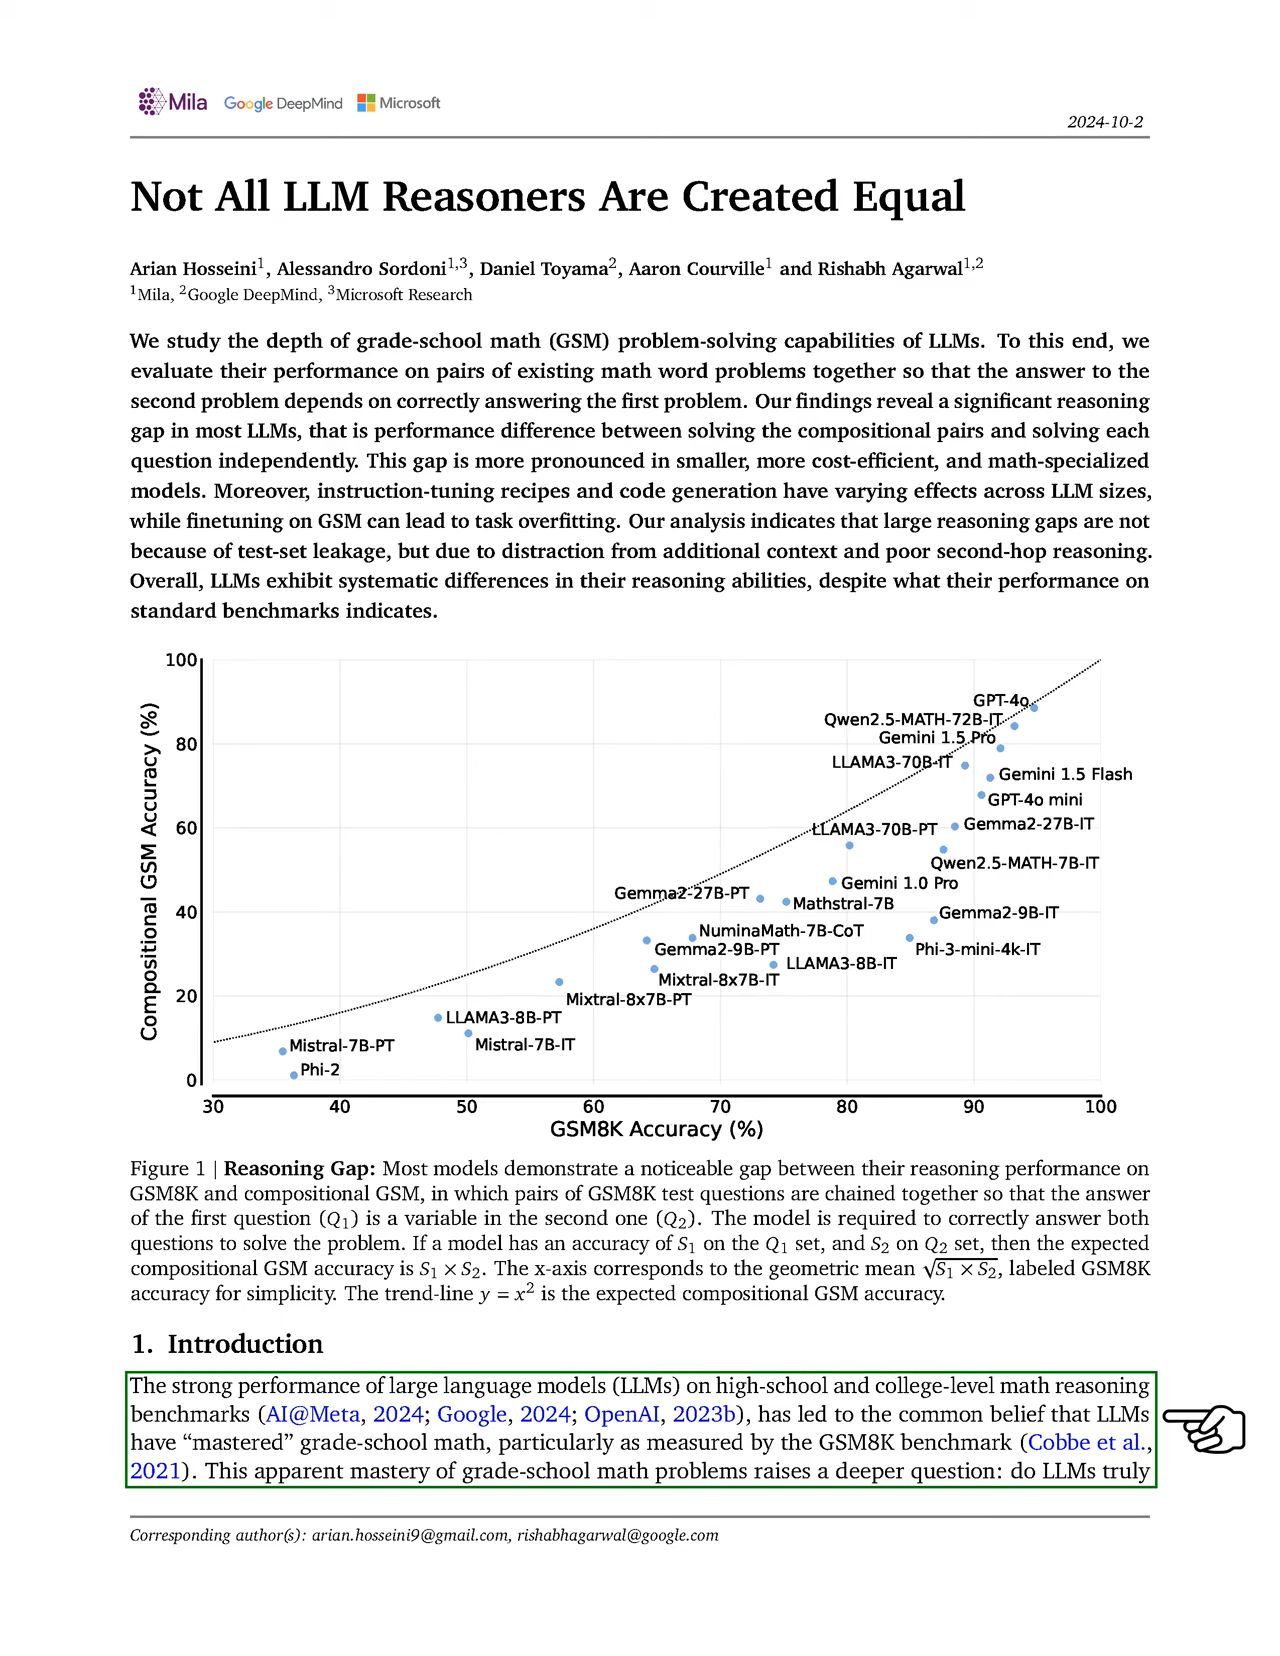 Mila Google DeepMind Microsoft
2024-10-2
Not All LLM Reasoners Are Created Equal
Arian Hosseini¹, Alessandro Sordoni¹,³, Daniel Toyama², Aaron Courville¹ and Rishabh Agarwal¹,²
¹Mila, ²Google DeepMind, ³Microsoft Research
We study the depth of grade-school math (GSM) problem-solving capabilities of LLMs. To this end, we
evaluate their performance on pairs of existing math word problems together so that the answer to the
second problem depends on correctly answering the first problem. Our findings reveal a significant reasoning
gap in most LLMs, that is performance difference between solving the compositional pairs and solving each
question independently. This gap is more pronounced in smaller, more cost-efficient, and math-specialized
models. Moreover, instruction-tuning recipes and code generation have varying effects across LLM sizes,
while finetuning on GSM can lead to task overfitting. Our analysis indicates that large reasoning gaps are not
because of test-set leakage, but due to distraction from additional context and poor second-hop reasoning.
Overall, LLMs exhibit systematic differences in their reasoning abilities, despite what their performance on
standard benchmarks indicates.
Compositional GSM Accuracy (%)
100
80
60
40
20
0
GPT-4o
Qwen2.5-MATH-72B-IT
Gemini 1.5 Pro
LLAMA3-70B-IT
Gemini 1.5 Flash
GPT-4o mini
LLAMA3-70B-PT
Gemma2-27B-IT
Qwen2.5-MATH-7B-IT
Gemma2-27B-PT
Gemini 1.0 Pro
Mathstral-7B
Gemma2-9B-IT
NuminaMath-7B-CoT
Gemma2-9B-PT
Phi-3-mini-4k-IT
LLAMA3-8B-IT
Mixtral-8x7B-IT
Mixtral-8x7B-PT
LLAMA3-8B-PT
Mistral-7B-PT
Mistral-7B-IT
Phi-2
30 40 50 60 70 80 90 100
GSM8K Accuracy (%)
Figure 1 | Reasoning Gap: Most models demonstrate a noticeable gap between their reasoning performance on
GSM8K and compositional GSM, in which pairs of GSM8K test questions are chained together so that the answer
of the first question (Q₁) is a variable in the second one (Q₂). The model is required to correctly answer both
questions to solve the problem. If a model has an accuracy of S₁ on the Q₁ set, and S₂ on Q₂ set, then the expected
compositional GSM accuracy is S₁ × S₂. The x-axis corresponds to the geometric mean √S₁ × S₂, labeled GSM8K
accuracy for simplicity. The trend-line y = x² is the expected compositional GSM accuracy.
1. Introduction
The strong performance of large language models (LLMs) on high-school and college-level math reasoning
benchmarks (AI@Meta, 2024; Google, 2024; OpenAI, 2023b), has led to the common belief that LLMs
have “mastered” grade-school math, particularly as measured by the GSM8K benchmark (Cobbe et al.,
2021). This apparent mastery of grade-school math problems raises a deeper question: do LLMs truly
Corresponding author(s): arian.hosseini9@gmail.com, rishabhagarwal@google.com